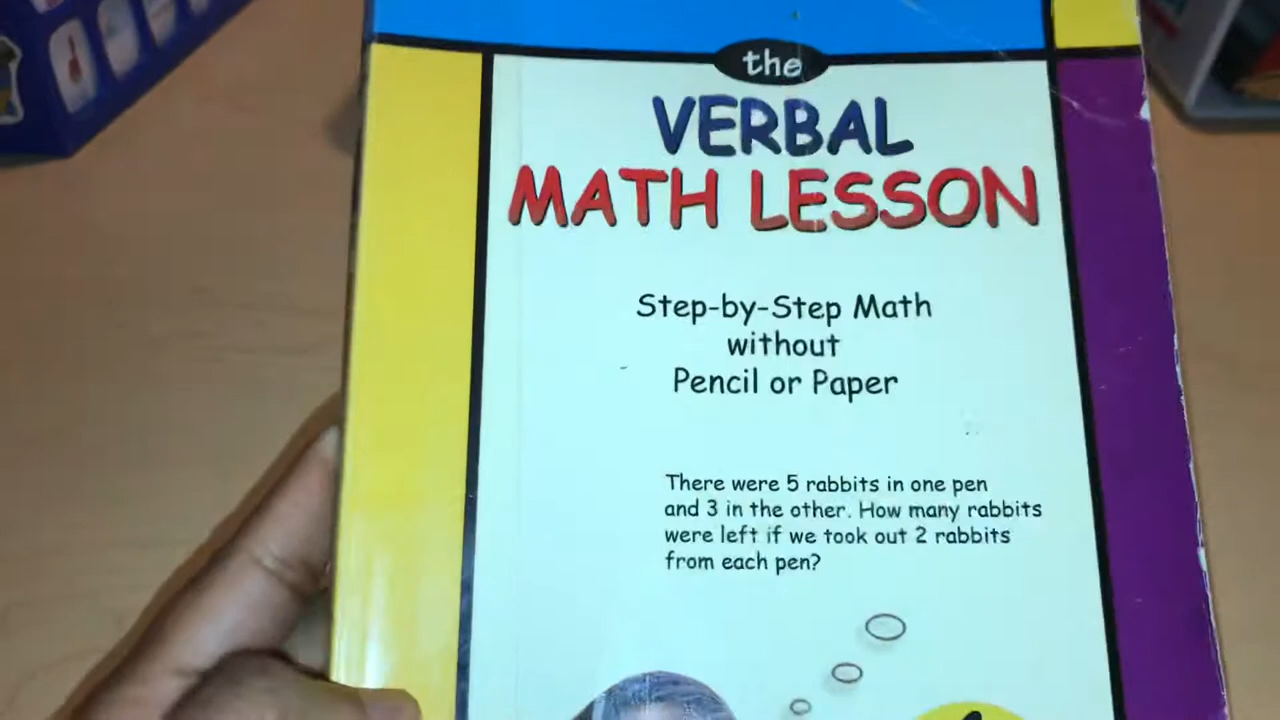 the
VERBAL
MATH LESSON
Step-by-Step Math
without
Pencil or Paper
There were 5 rabbits in one pen
and 3 in the other. How many rabbits
were left if we took out 2 rabbits
from each pen?